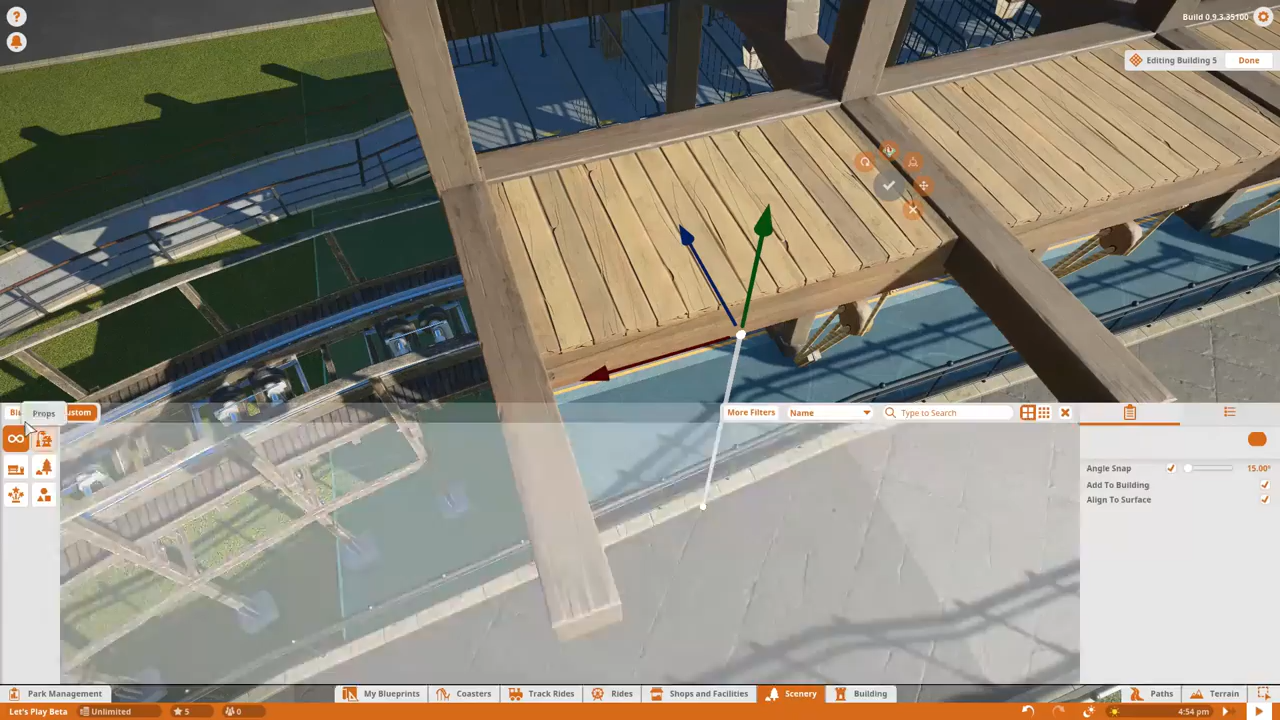 Build 0.9.3.35100
Editing Building 5
Done
Props
ustom
More Filters
Name
Type to Search
Angle Snap
15.00°
Add To Building
Align To Surface
Park Management
My Blueprints
Coasters
Track Rides
Rides
Shops and Facilities
Scenery
Building
Paths
Terrain
Let's Play Beta
Unlimited
5
0
4:54 pm